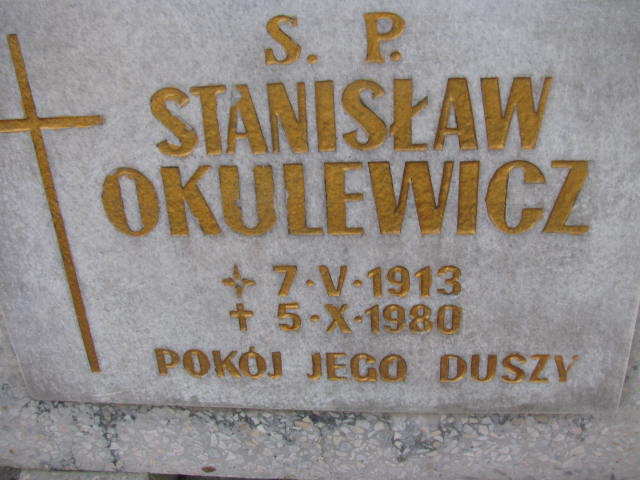 S. P.
STANISŁAW
OKULEWICZ
7·V·1913
✝ 5·X·1980
POKÓJ JEGO DUSZY